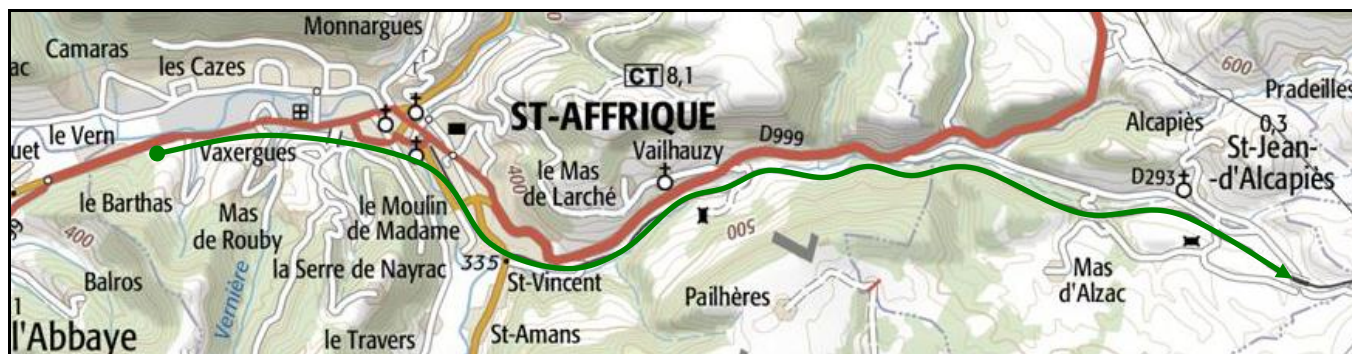 Monnargues
Camaras
ac
les Cazes
CT 8,1
600
Pradeilles
ST-AFFRIQUE
D999
Alcapiès
0,3
le Vern
uet
Vaxergues
400
le Mas
de Larché
Vailhauzy
St-Jean-
-d'Alcapiès
D293
le Barthas
Mas
de Rouby
le Moulin
de Madame
500
99
400
la Serre de Nayrac
335
St-Vincent
Balros
Vernière
Pailhères
Mas
d'Alzac
1
l'Abbaye
le Travers
St-Amans